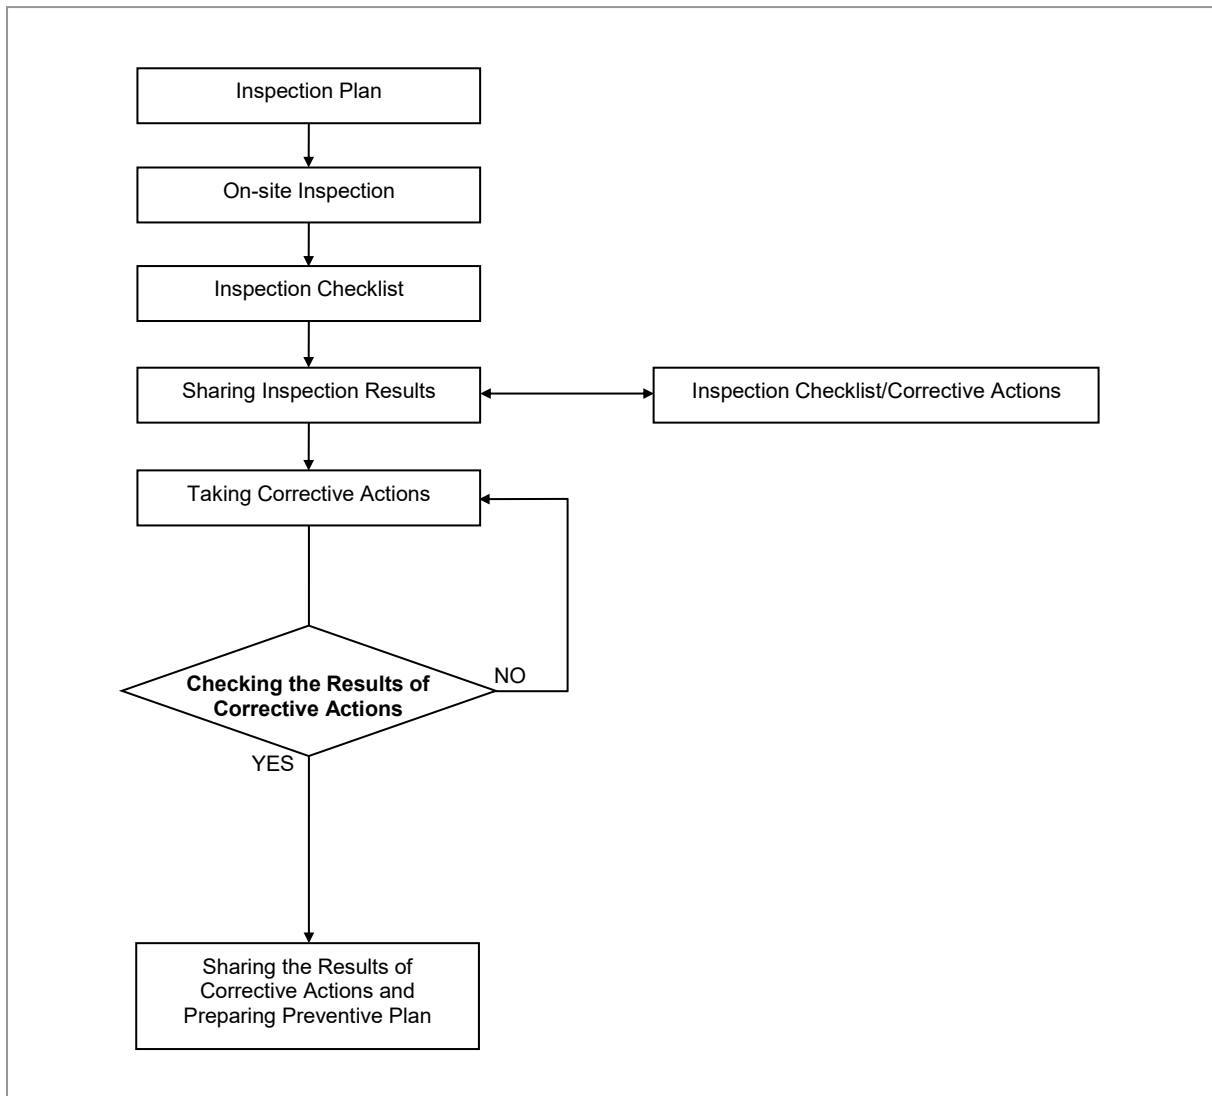 Inspection Plan
On-site Inspection
Inspection Checklist
Sharing Inspection Results
Inspection Checklist/Corrective Actions
Taking Corrective Actions
NO
Checking the Results of
Corrective Actions
YES
Sharing the Results of
Corrective Actions and
Preparing Preventive Plan